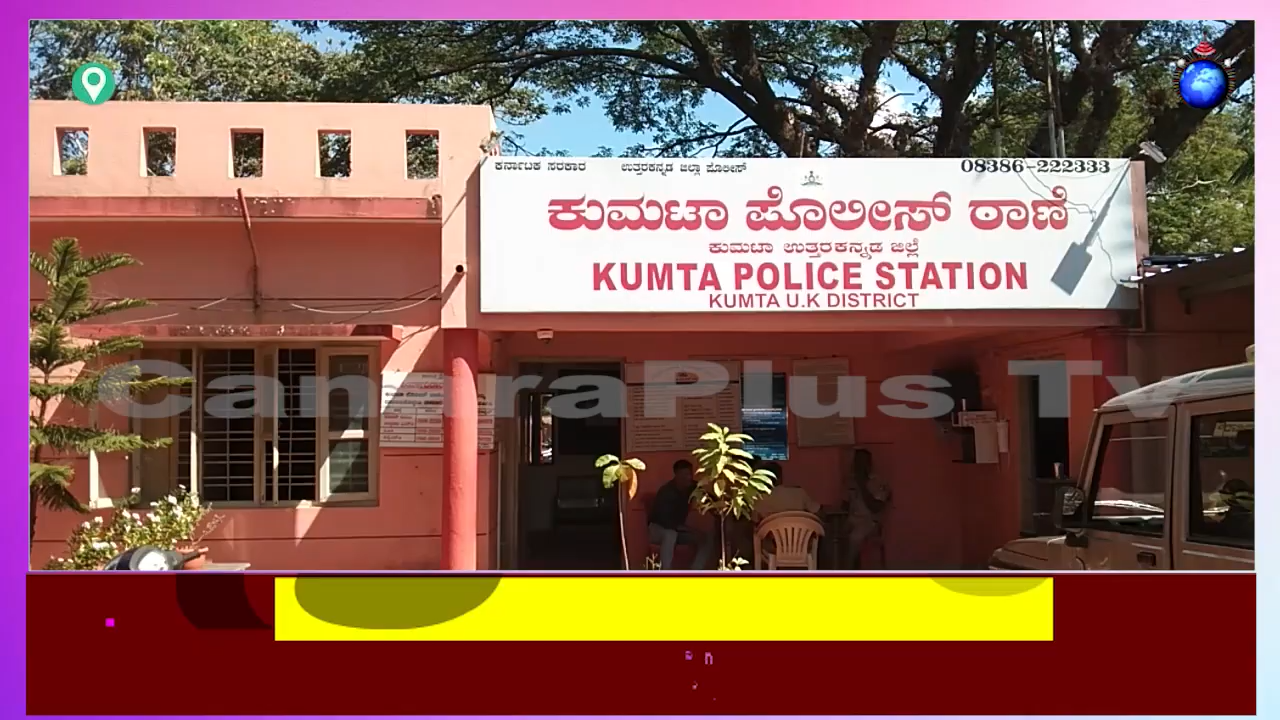 ಕರ್ನಾಟಕ ಸರಕಾರ ಉತ್ತರಕನ್ನಡ ಜಿಲ್ಲಾ ಪೊಲೀಸ್ 08386-222333
ಕುಮಟಾ ಪೊಲೀಸ್ ಠಾಣೆ
ಕುಮಟಾ ಉತ್ತರಕನ್ನಡ ಜಿಲ್ಲೆ
KUMTA POLICE STATION
KUMTA U.K DISTRICT
CanaraPlus Tv